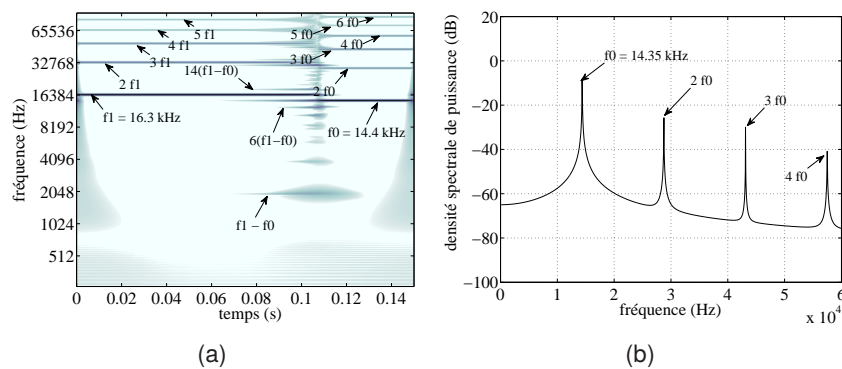 65536
32768
16384
8192
4096
2048
1024
512
fréquence (Hz)
0
0.02
0.04
0.06
0.08
0.10
0.12
0.14
temps (s)
5 f1
4 f1
3 f1
2 f1
14(f1−f0)
f1 = 16.3 kHz
6 f0
5 f0
4 f0
3 f0
2 f0
6(f1−f0)
f0 = 14.4 kHz
f1 − f0
(a)
20
0
−20
−40
−60
−80
−100
densité spectrale de puissance (dB)
0
1
2
3
4
5
6
x 10^4
fréquence (Hz)
f0 = 14.35 kHz
2 f0
3 f0
4 f0
(b)